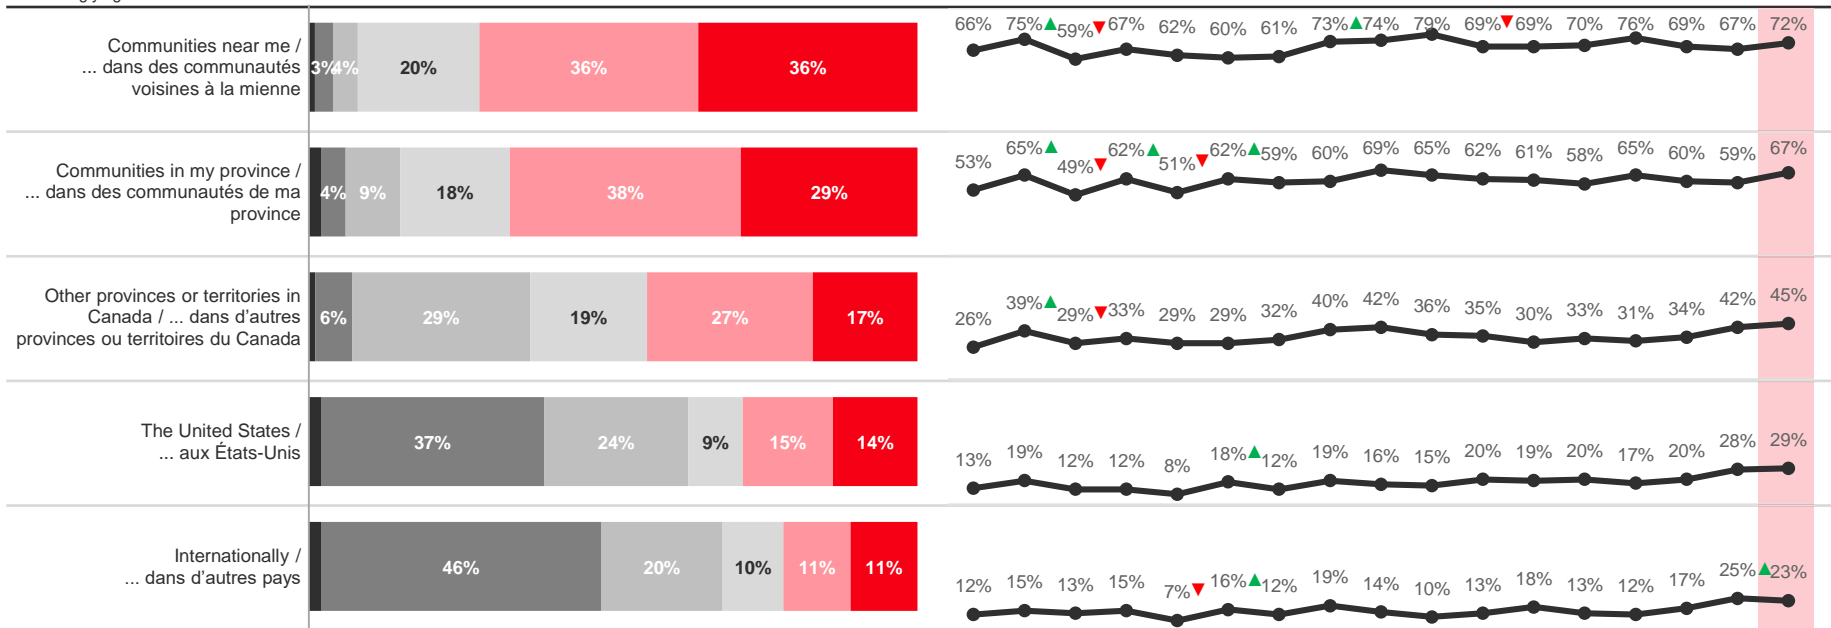 66% 75% 59% 67% 62% 60% 61% 73% 74% 79% 69% 69% 70% 76% 69% 67% 72%
Communities near me /
... dans des communautés
voisines à la mienne
3% 4% 20% 36% 36%
53% 65% 49% 62% 51% 62% 59% 60% 69% 65% 62% 61% 58% 65% 60% 59% 67%
Communities in my province /
... dans des communautés de ma
province
4% 9% 18% 38% 29%
26% 39% 29% 33% 29% 29% 32% 40% 42% 36% 35% 30% 33% 31% 34% 42% 45%
Other provinces or territories in
Canada / ... dans d'autres
provinces ou territoires du Canada
6% 29% 19% 27% 17%
13% 19% 12% 12% 8% 18% 12% 19% 16% 15% 20% 19% 20% 17% 20% 28% 29%
The United States /
... aux États-Unis
37% 24% 9% 15% 14%
12% 15% 13% 15% 7% 16% 12% 19% 14% 10% 13% 18% 13% 12% 17% 25% 23%
Internationally /
... dans d'autres pays
46% 20% 10% 11% 11%